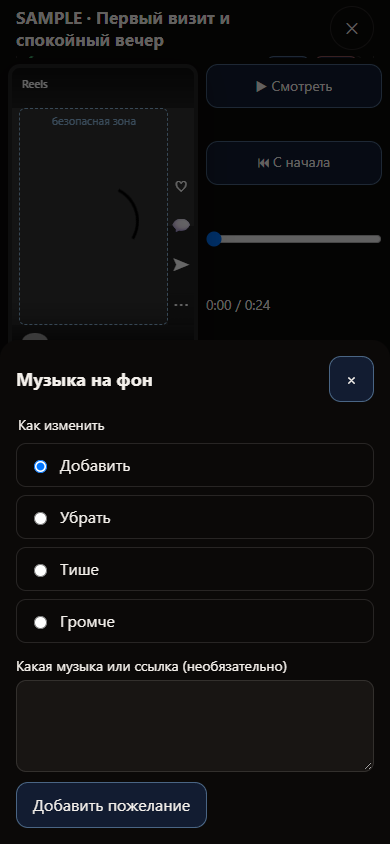 SAMPLE · Первый визит и
спокойный вечер
Reels
безопасная зона
▶ Смотреть
⏮ С начала
0:00 / 0:24
Музыка на фон
×
Как изменить
Добавить
Убрать
Тише
Громче
Какая музыка или ссылка (необязательно)
Добавить пожелание